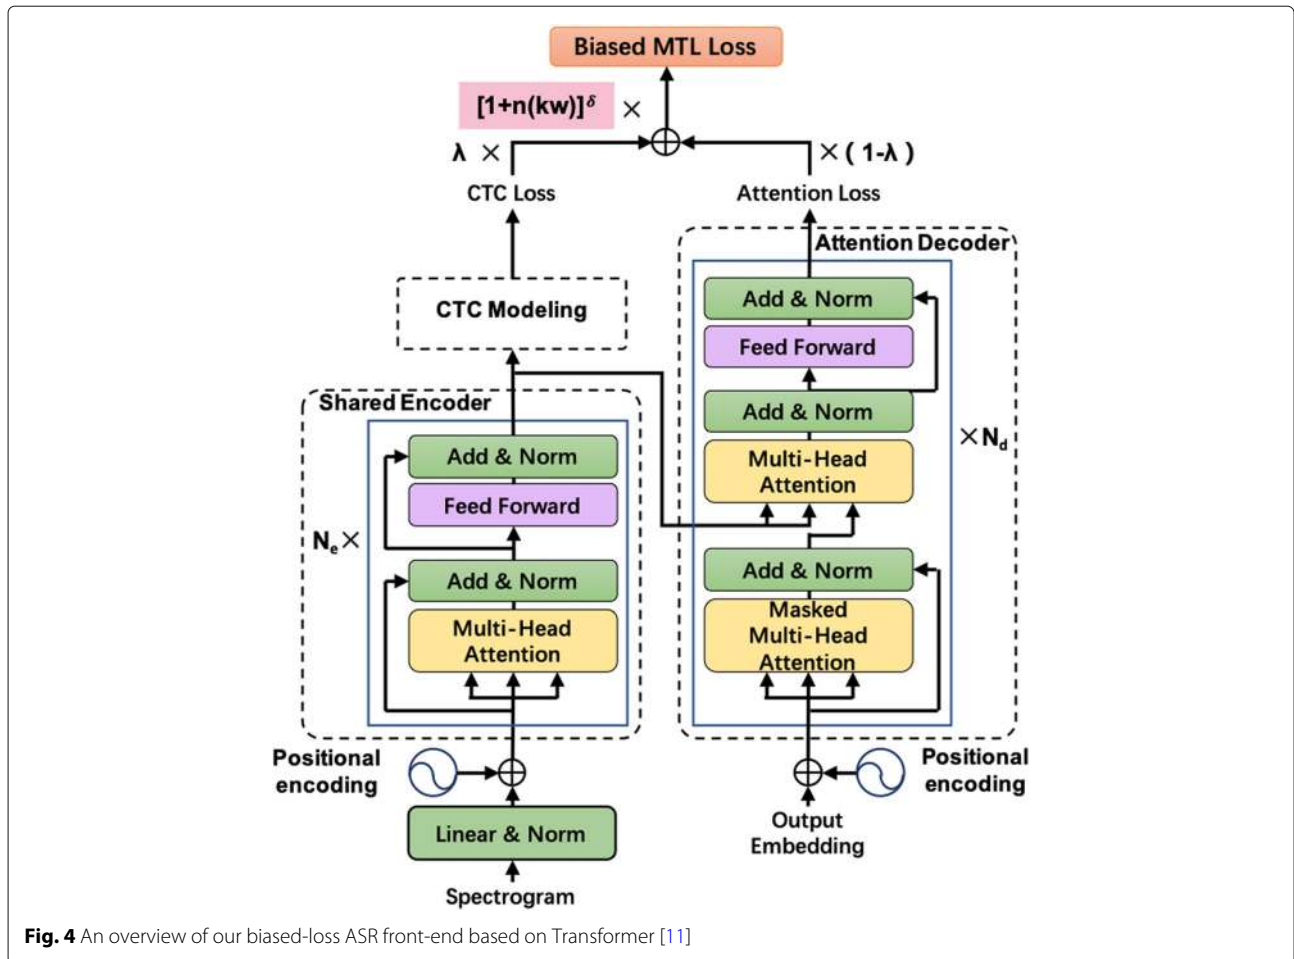 Biased MTL Loss
[1+n(kw)]^δ ×
λ ×
× ( 1-λ )
CTC Loss
Attention Loss
CTC Modeling
Shared Encoder
Add & Norm
Feed Forward
N_e ×
Add & Norm
Multi-Head
Attention
Positional
encoding
Linear & Norm
Spectrogram
Attention Decoder
Add & Norm
Feed Forward
Add & Norm
× N_d
Multi-Head
Attention
Add & Norm
Masked
Multi-Head
Attention
Positional
encoding
Output
Embedding
Fig. 4 An overview of our biased-loss ASR front-end based on Transformer [11]